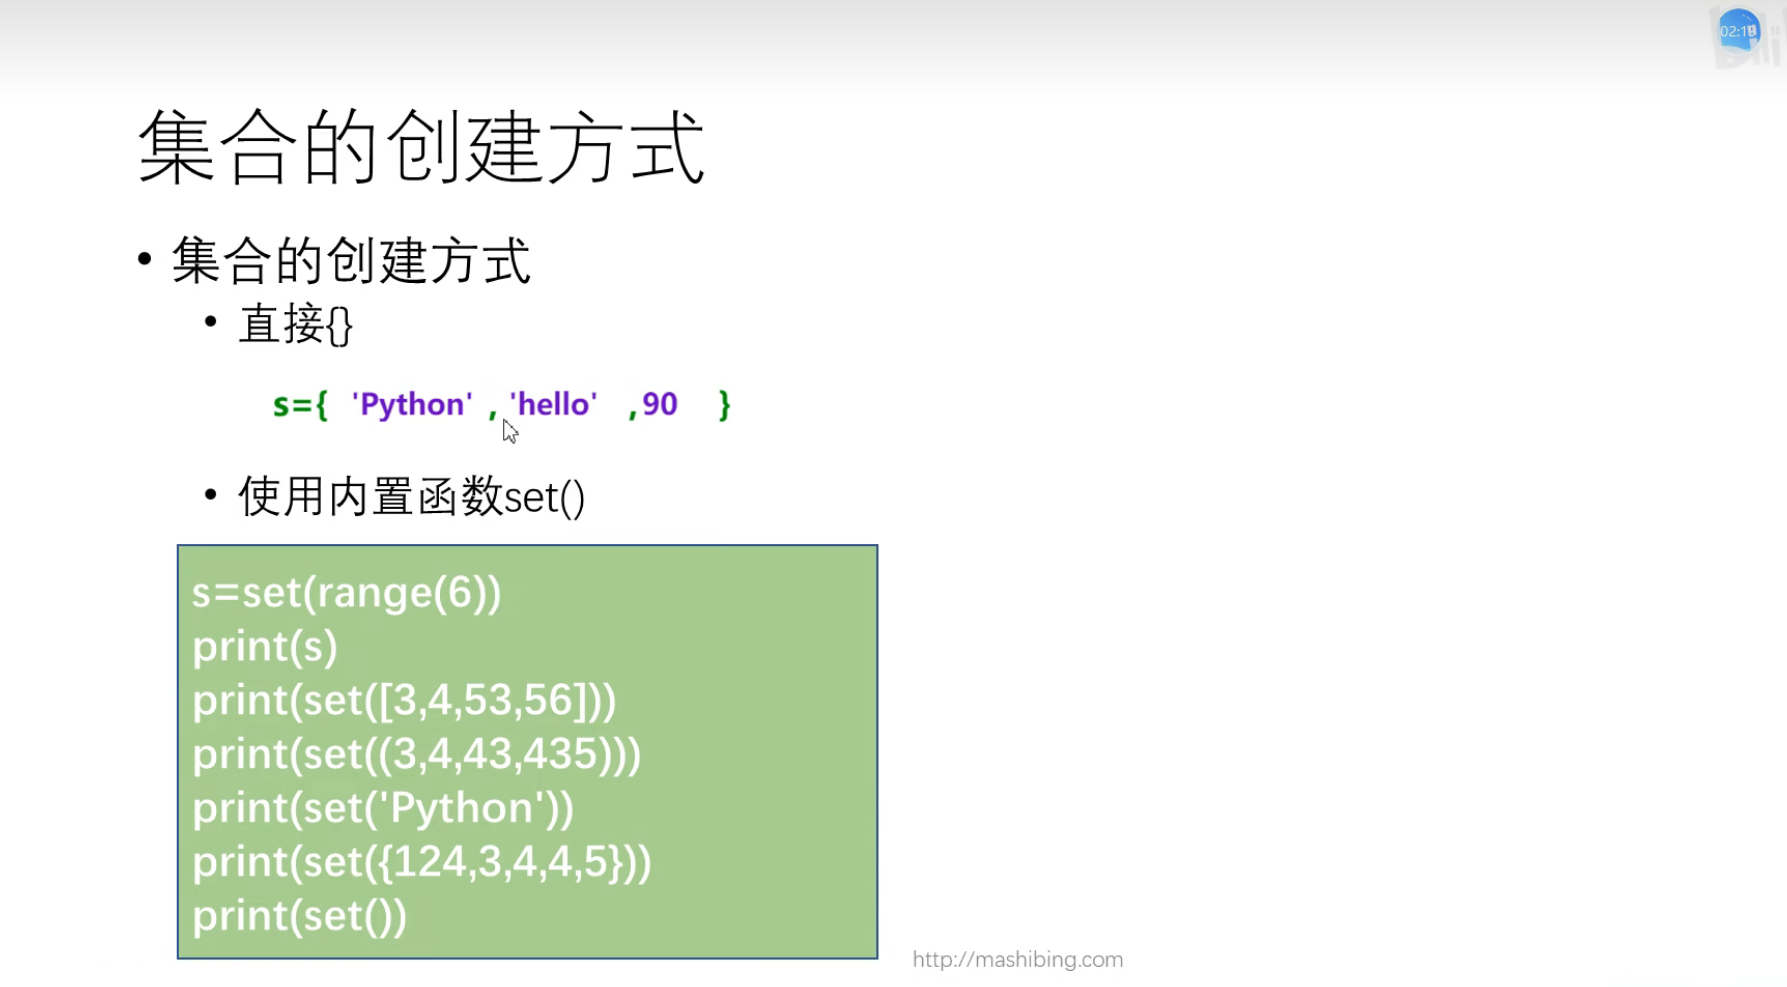 02:19
集合的创建方式
• 集合的创建方式
• 直接{}
s={ 'Python' , 'hello' ,90 }
• 使用内置函数set()
s=set(range(6))
print(s)
print(set([3,4,53,56]))
print(set((3,4,43,435)))
print(set('Python'))
print(set({124,3,4,4,5}))
print(set())
http://mashibing.com